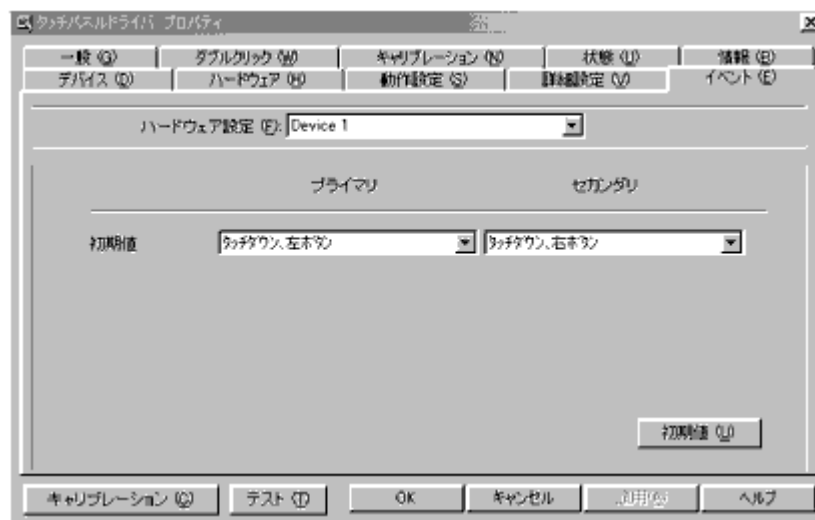 タッチパネルドライバ プロパティ
一般 (G) ダブルクリック (W) キャリブレーション (N) 状態 (U) 情報 (B)
デバイス (D) ハードウェア (H) 動作設定 (S) 詳細設定 (V) イベント (E)
ハードウェア設定 (F): Device 1
プライマリ セカンダリ
初期値 タッチダウン、左ボタン タッチダウン、右ボタン
初期値 (U)
キャリブレーション (C) テスト (T) OK キャンセル 適用(A) ヘルプ